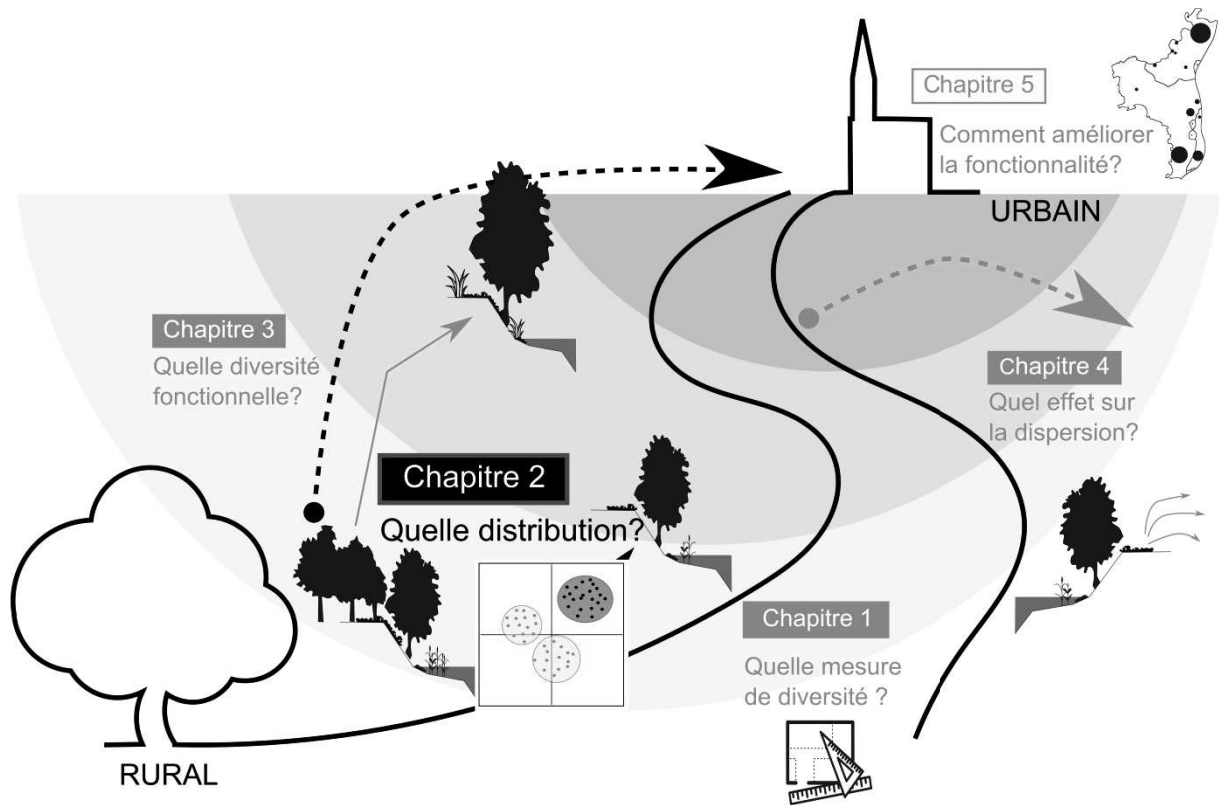 Chapitre 5
Comment améliorer
la fonctionnalité?
URBAIN
Chapitre 3
Quelle diversité
fonctionnelle?
Chapitre 4
Quel effet sur
la dispersion?
Chapitre 2
Quelle distribution?
Chapitre 1
Quelle mesure
de diversité ?
RURAL